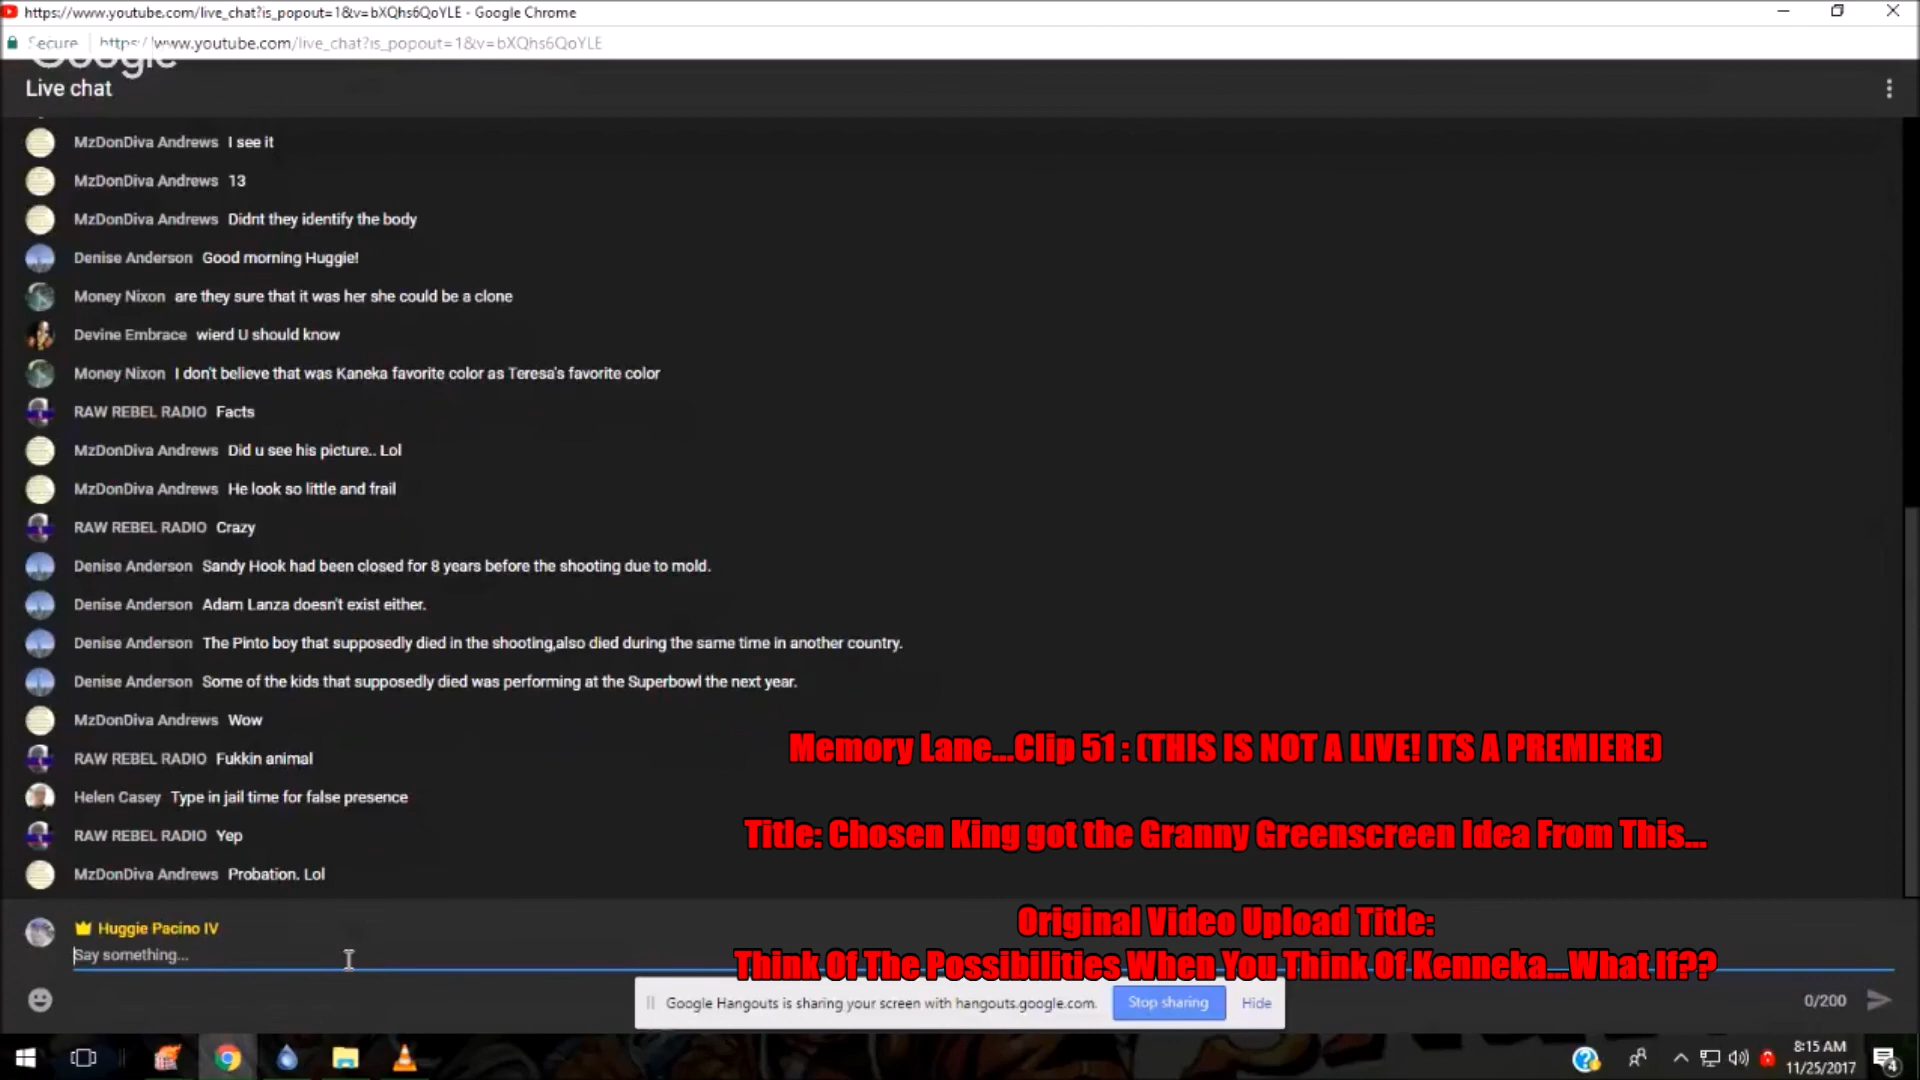 https://www.youtube.com/live_chat?is_popout=1&v=bXQhs6QoYLE - Google Chrome
Secure https://www.youtube.com/live_chat?is_popout=1&v=bXQhs6QoYLE
Google
Live chat
MzDonDiva Andrews I see it
MzDonDiva Andrews 13
MzDonDiva Andrews Didnt they identify the body
Denise Anderson Good morning Huggie!
Money Nixon are they sure that it was her she could be a clone
Devine Embrace wierd U should know
Money Nixon I don't believe that was Kaneka favorite color as Teresa's favorite color
RAW REBEL RADIO Facts
MzDonDiva Andrews Did u see his picture.. Lol
MzDonDiva Andrews He look so little and frail
RAW REBEL RADIO Crazy
Denise Anderson Sandy Hook had been closed for 8 years before the shooting due to mold.
Denise Anderson Adam Lanza doesn't exist either.
Denise Anderson The Pinto boy that supposedly died in the shooting,also died during the same time in another country.
Denise Anderson Some of the kids that supposedly died was performing at the Superbowl the next year.
MzDonDiva Andrews Wow
RAW REBEL RADIO Fukkin animal
Helen Casey Type in jail time for false presence
RAW REBEL RADIO Yep
MzDonDiva Andrews Probation. Lol
Memory Lane...Clip 51 : (THIS IS NOT A LIVE! ITS A PREMIERE)
Title: Chosen King got the Granny Greenscreen Idea From This...
Original Video Upload Title:
Think Of The Possibilities When You Think Of Kenneka...What If??
Huggie Pacino IV
Say something...
Google Hangouts is sharing your screen with hangouts.google.com. Stop sharing Hide
0/200
8:15 AM
11/25/2017
4